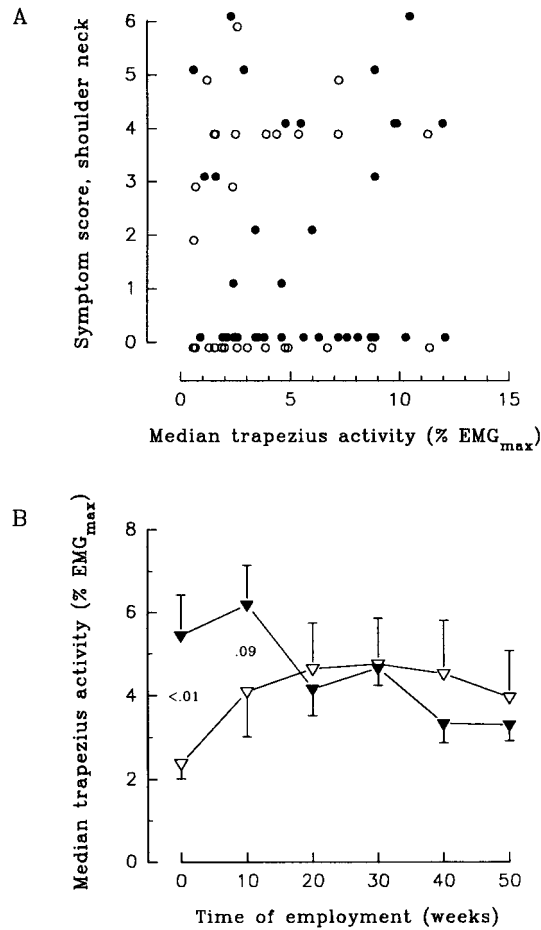 A
Symptom score, shoulder neck
6
5
4
3
2
1
0
0 5 10 15
Median trapezius activity (% EMGmax)
B
Median trapezius activity (% EMGmax)
8
6
4
2
0
.09
<.01
0 10 20 30 40 50
Time of employment (weeks)